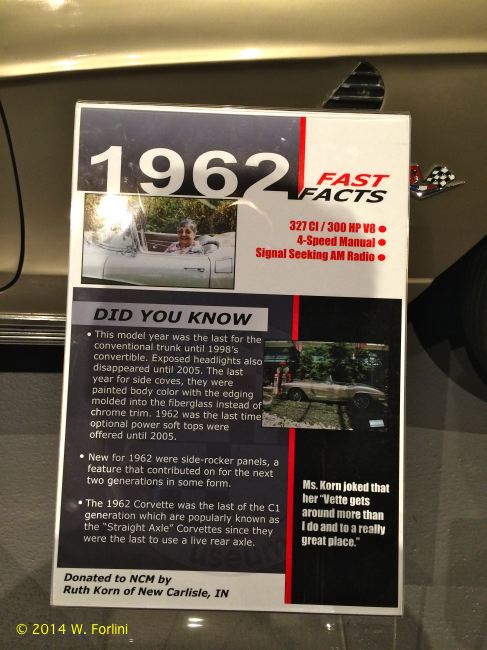 1962
FAST
FACTS
327 CI / 300 HP V8 ●
4-Speed Manual ●
Signal Seeking AM Radio ●
DID YOU KNOW
• This model year was the last for the
conventional trunk until 1998's
convertible. Exposed headlights also
disappeared until 2005. The last
year for side coves, they were
painted body color with the edging
molded into the fiberglass instead of
chrome trim. 1962 was the last time
optional power soft tops were
offered until 2005.
• New for 1962 were side-rocker panels, a
feature that contributed on for the next
two generations in some form.
• The 1962 Corvette was the last of the C1
generation which are popularly known as
the "Straight Axle" Corvettes since they
were the last to use a live rear axle.
Ms. Korn joked that
her "Vette gets
around more than
I do and to a really
great place."
Donated to NCM by
Ruth Korn of New Carlisle, IN
© 2014 W. Forlini